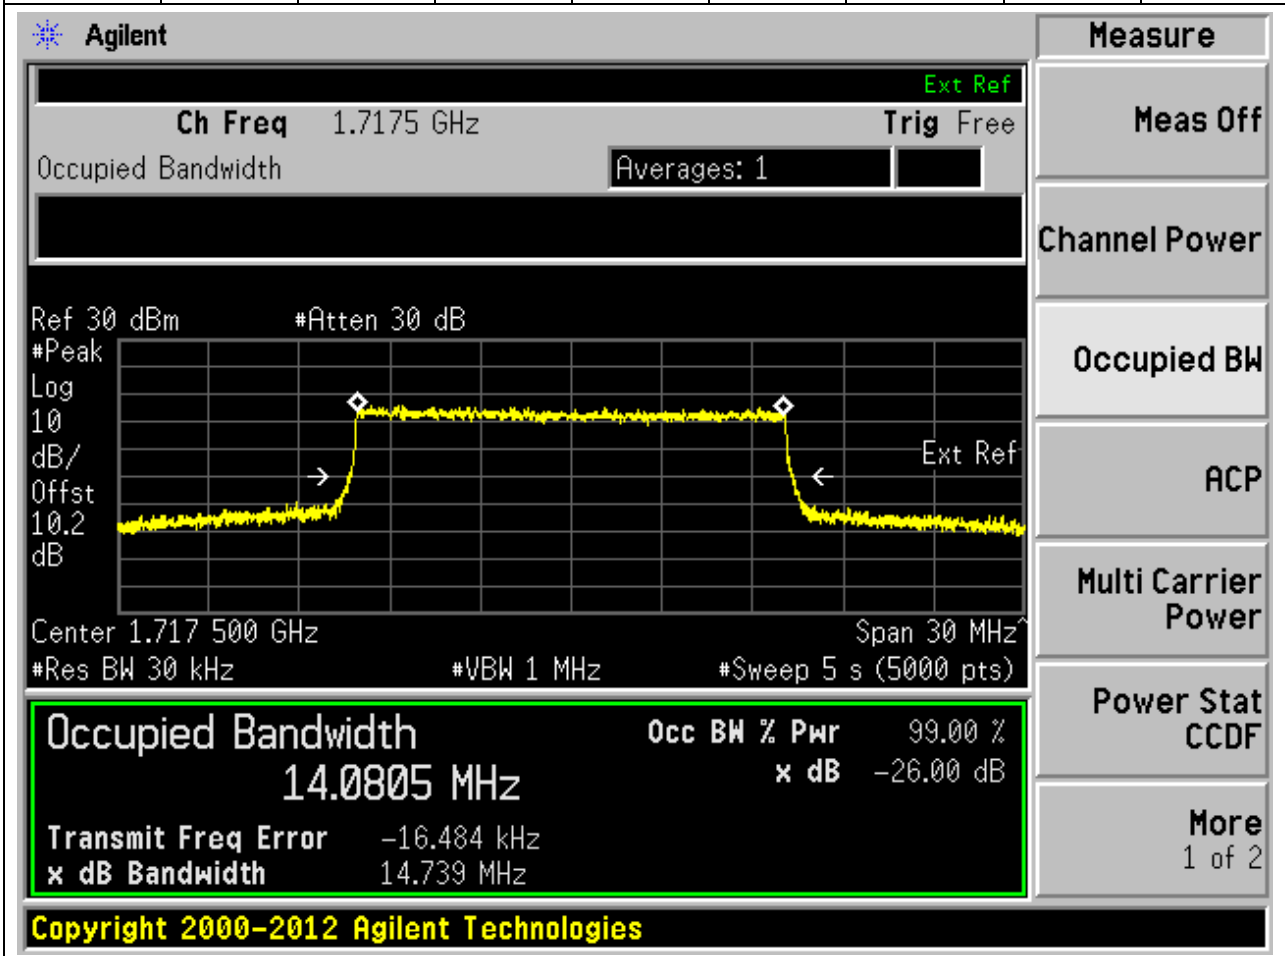 Agilent
Measure
Ext Ref
Ch Freq 1.7175 GHz Trig Free
Meas Off
Occupied Bandwidth Averages: 1
Channel Power
Ref 30 dBm #Atten 30 dB
#Peak
Log
10
dB/
Offst
10.2
dB
Ext Ref
Occupied BW
ACP
Center 1.717 500 GHz Span 30 MHz^
#Res BW 30 kHz #VBW 1 MHz #Sweep 5 s (5000 pts)
Multi Carrier
Power
Occupied Bandwidth Occ BW % Pwr 99.00 %
14.0805 MHz x dB -26.00 dB
Transmit Freq Error -16.484 kHz
x dB Bandwidth 14.739 MHz
Power Stat
CCDF
More
1 of 2
Copyright 2000-2012 Agilent Technologies